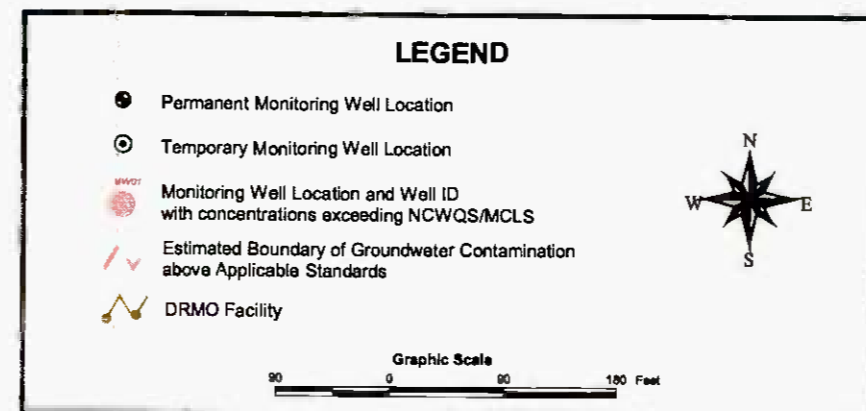 LEGEND
Permanent Monitoring Well Location
Temporary Monitoring Well Location
MW07
Monitoring Well Location and Well ID
with concentrations exceeding NCWQS/MCLS
Estimated Boundary of Groundwater Contamination
above Applicable Standards
DRMO Facility
N
W
E
S
Graphic Scale
90 0 90 180 Feet